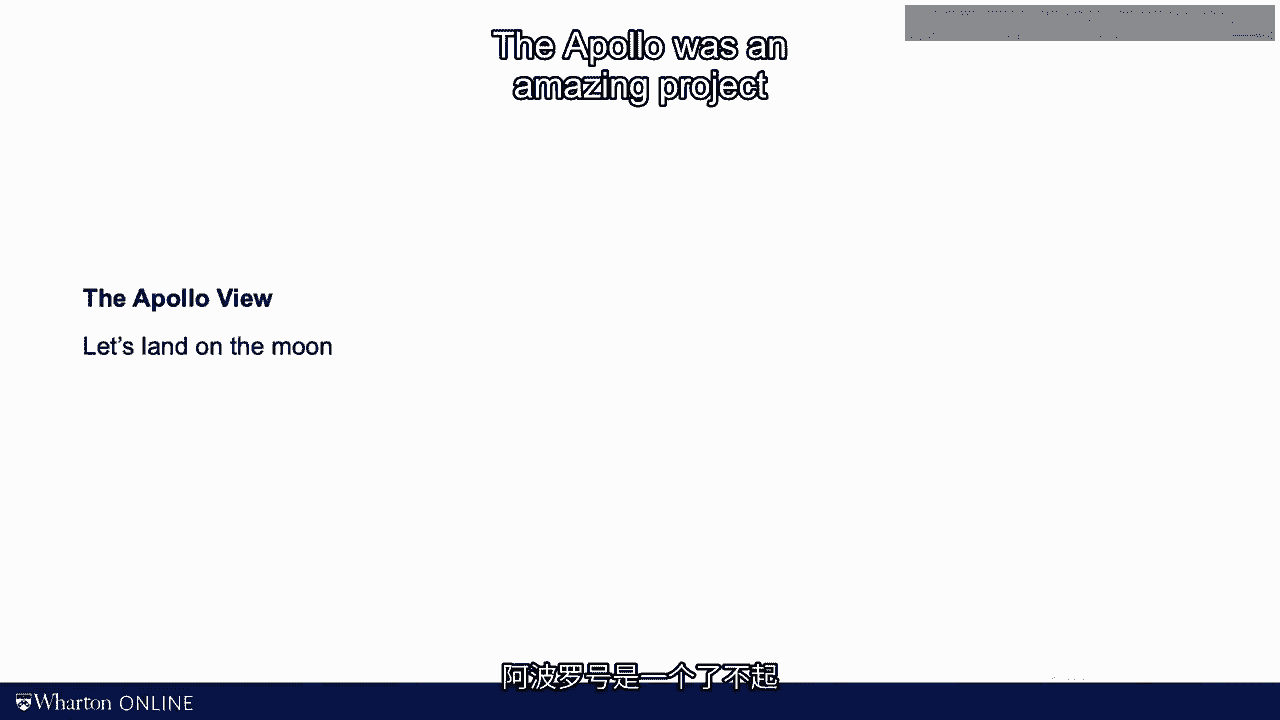 The Apollo was an
amazing project
The Apollo View
Let's land on the moon
阿波罗号是一个了不起
Wharton ONLINE